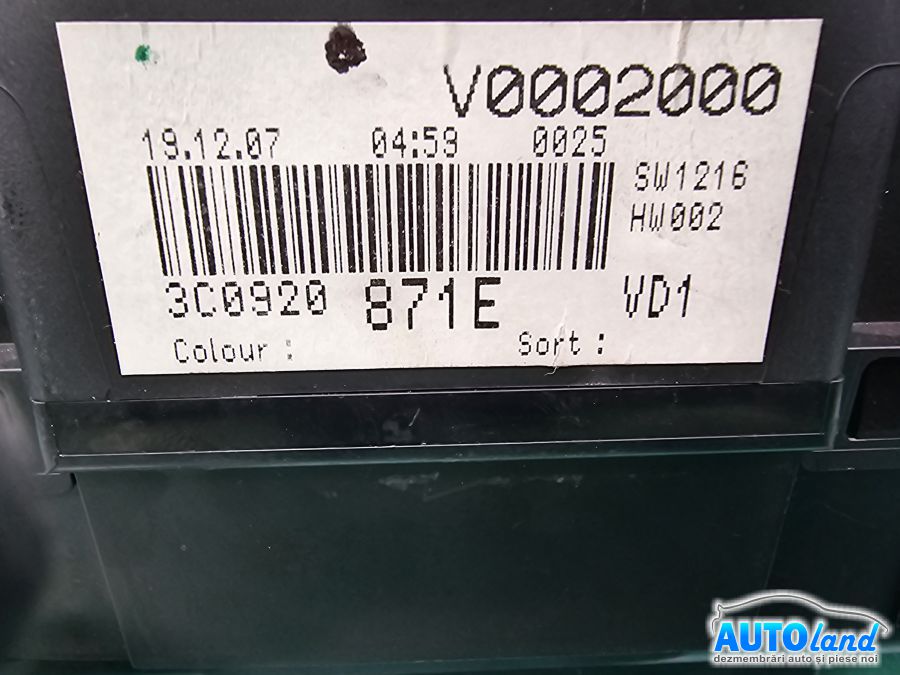 V0002000
19.12.07 04:59 0025
SW1216
HW002
3C0920 871E VD1
Colour : Sort :
AUTOland
dezmembrări auto și piese noi